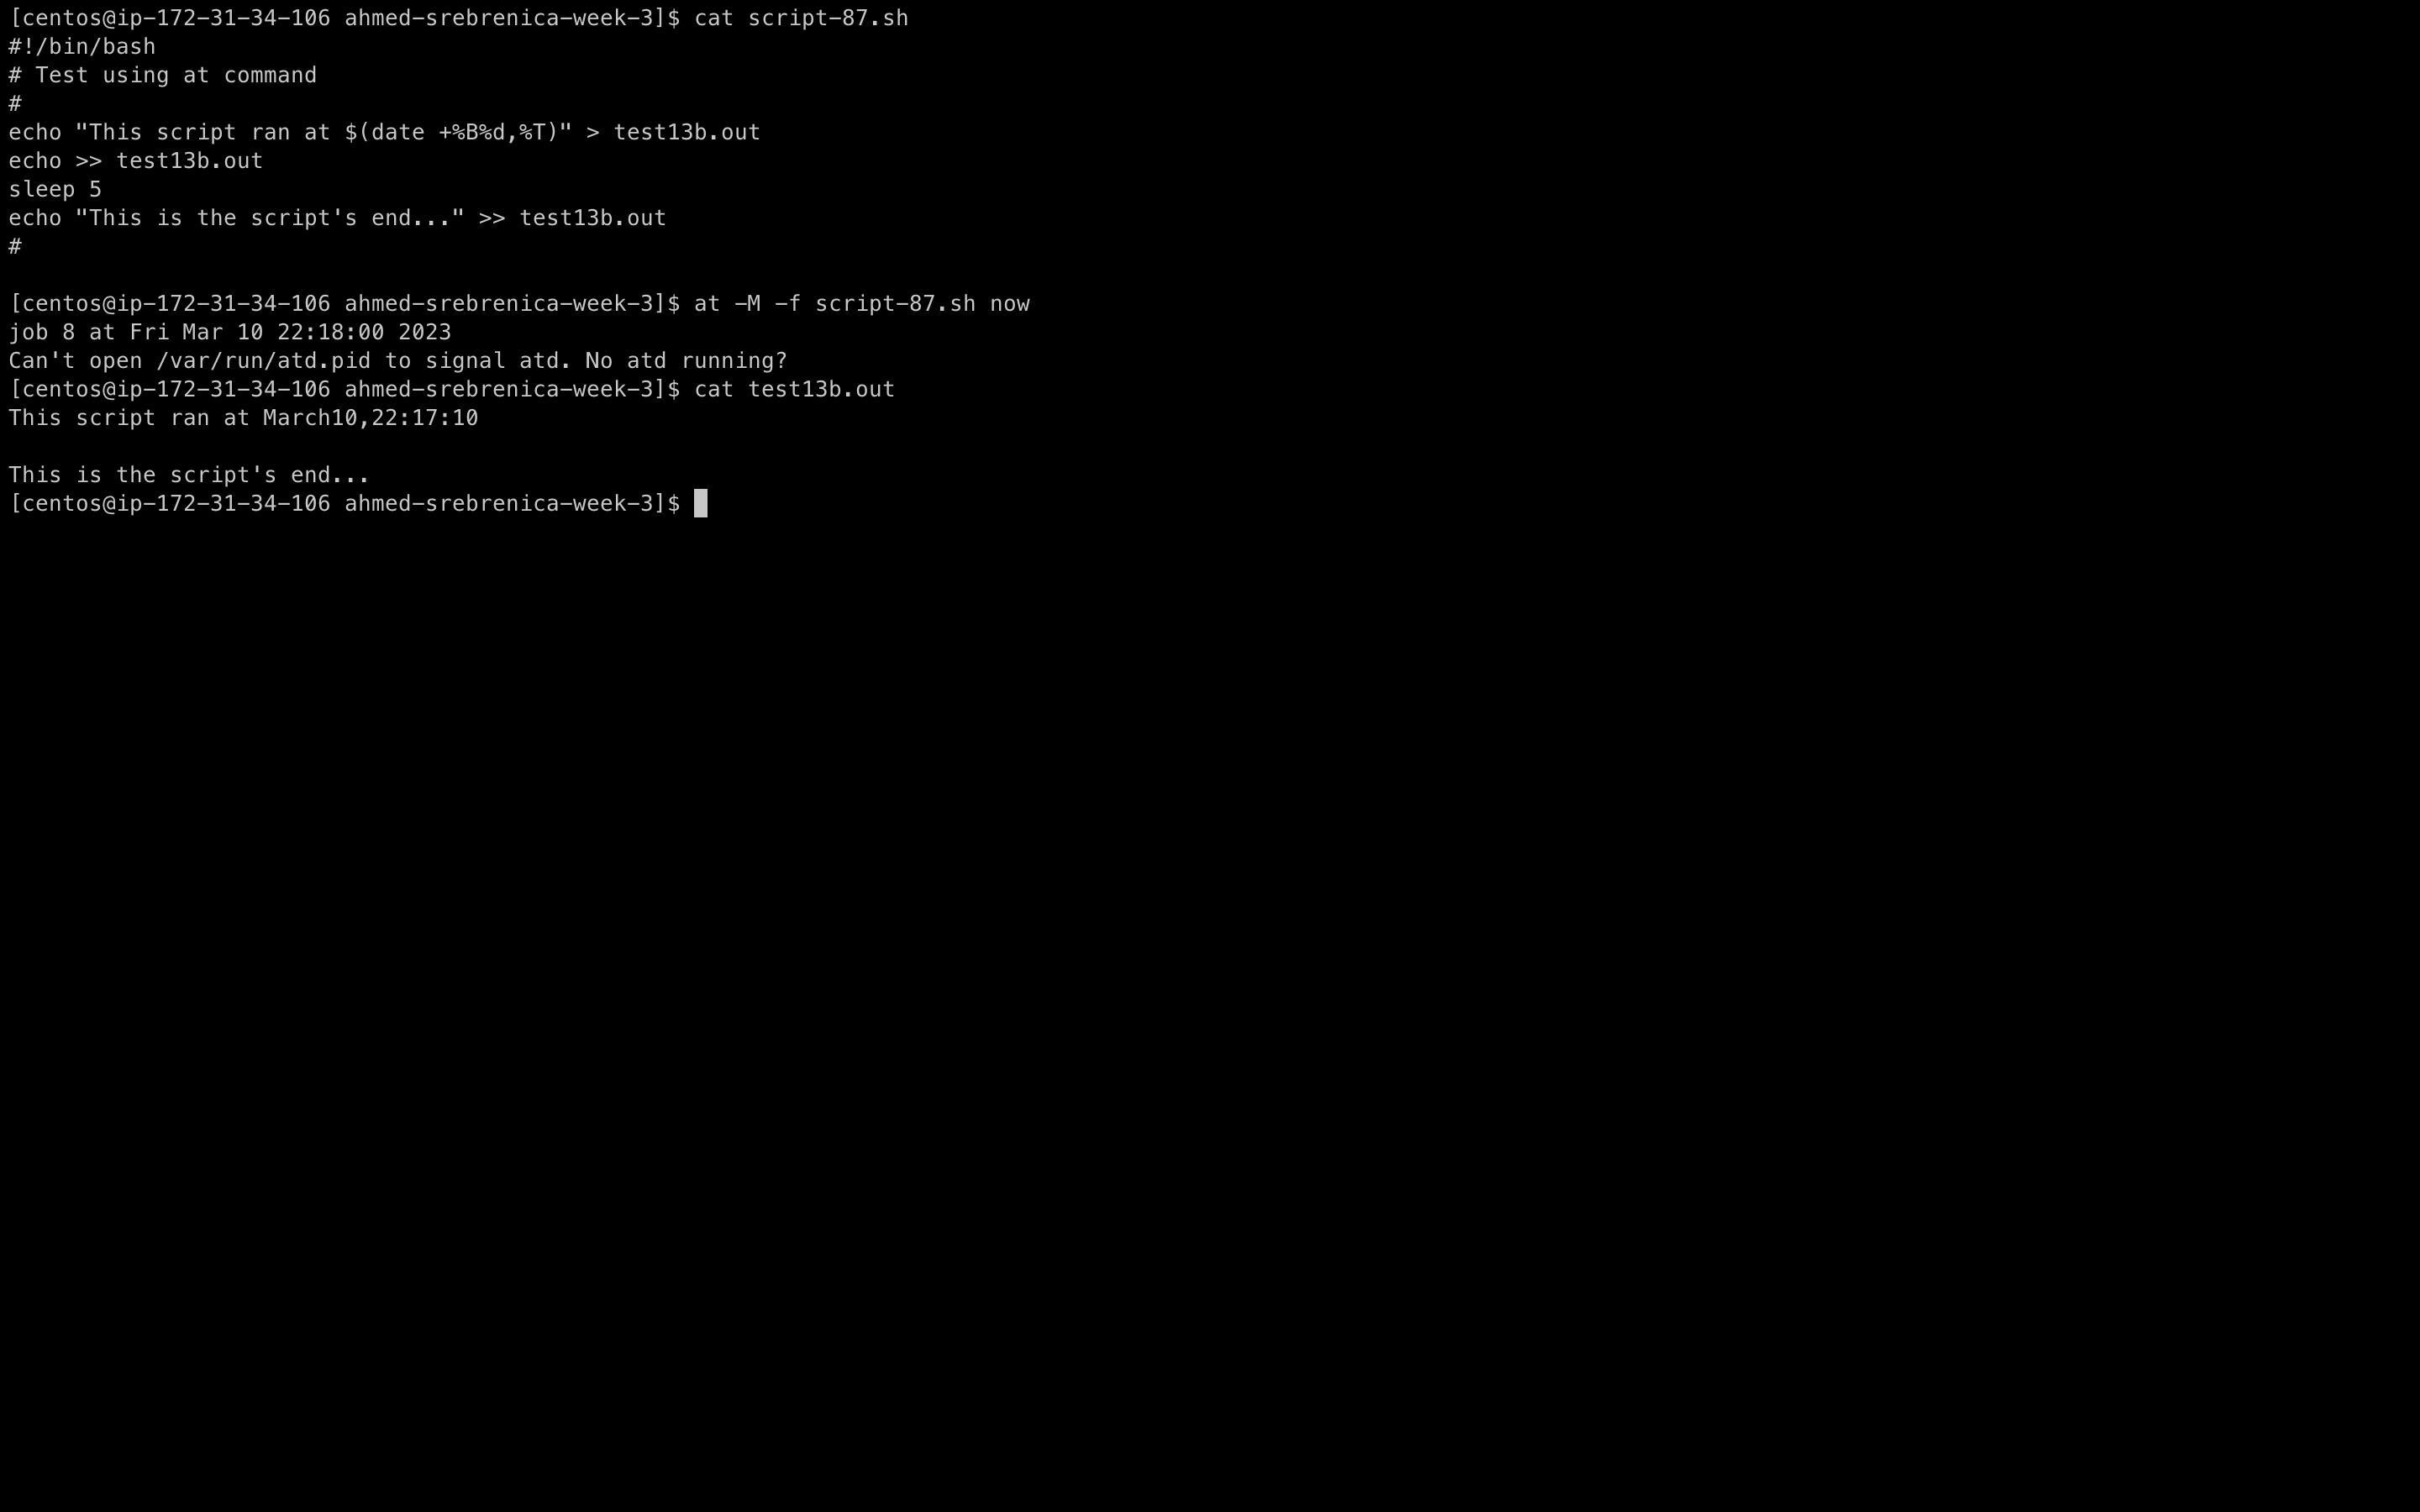 [centos@ip-172-31-34-106 ahmed-srebrenica-week-3]$ cat script-87.sh
#!/bin/bash
# Test using at command
#
echo "This script ran at $(date +%B%d,%T)" > test13b.out
echo >> test13b.out
sleep 5
echo "This is the script's end..." >> test13b.out
#

[centos@ip-172-31-34-106 ahmed-srebrenica-week-3]$ at -M -f script-87.sh now
job 8 at Fri Mar 10 22:18:00 2023
Can't open /var/run/atd.pid to signal atd. No atd running?
[centos@ip-172-31-34-106 ahmed-srebrenica-week-3]$ cat test13b.out
This script ran at March10,22:17:10

This is the script's end...
[centos@ip-172-31-34-106 ahmed-srebrenica-week-3]$